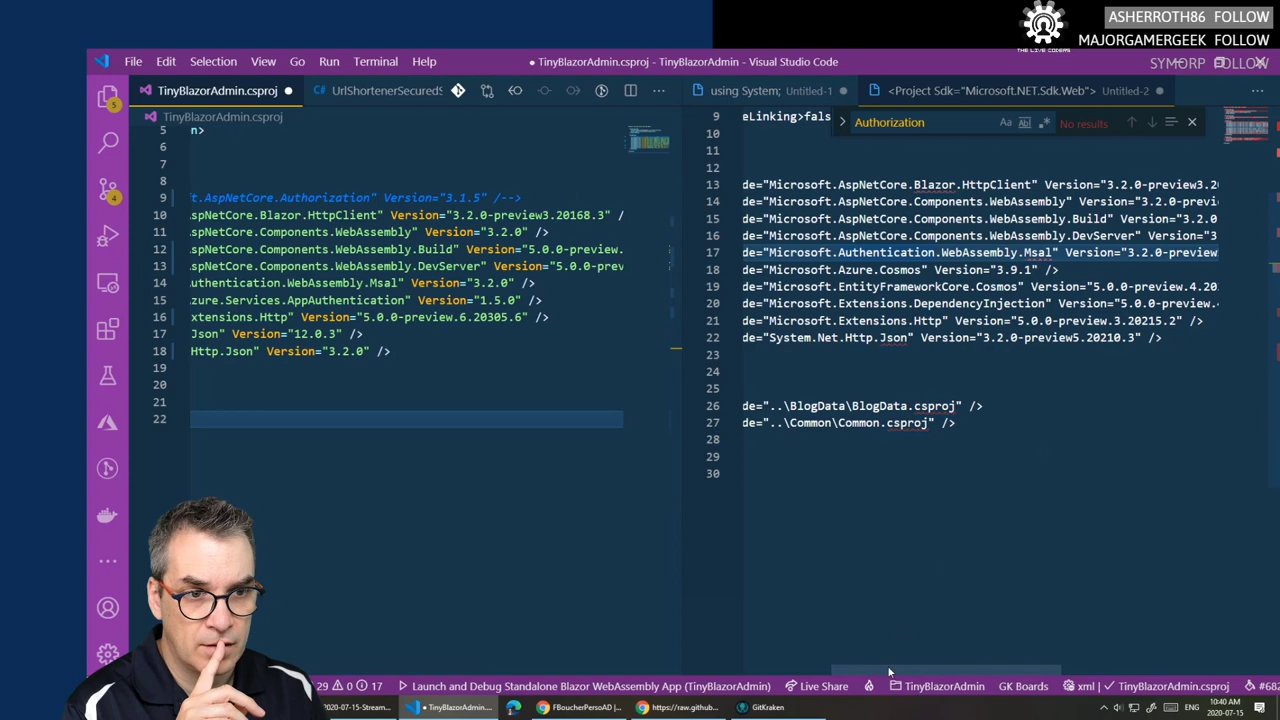 ASHERROTH86 FOLLOW
MAJORGAMERGEEK FOLLOW
THE LIVE CODERS
SYMORP FOLLOW
File Edit Selection View Go Run Terminal Help
● TinyBlazorAdmin.csproj - TinyBlazorAdmin - Visual Studio Code
TinyBlazorAdmin.csproj ●
UrlShortenerSecuredS
using System; Untitled-1 ●
<Project Sdk="Microsoft.NET.Sdk.Web"> Untitled-2 ●
TinyBlazorAdmin.csproj
Authorization
Aa
No results
5 n>
6
7
8
9 ft.AspNetCore.Authorization" Version="3.1.5" /-->
10 spNetCore.Blazor.HttpClient" Version="3.2.0-preview3.20168.3" /
11 spNetCore.Components.WebAssembly" Version="3.2.0" />
12 spNetCore.Components.WebAssembly.Build" Version="5.0.0-preview.
13 spNetCore.Components.WebAssembly.DevServer" Version="5.0.0-prev
14 uthentication.WebAssembly.Msal" Version="3.2.0" />
15 zure.Services.AppAuthentication" Version="1.5.0" />
16 xtensions.Http" Version="5.0.0-preview.6.20305.6" />
17 Json" Version="12.0.3" />
18 Http.Json" Version="3.2.0" />
19
20
21
22
9 eLinking>fals
10
11
12
13 de="Microsoft.AspNetCore.Blazor.HttpClient" Version="3.2.0-preview3.20
14 de="Microsoft.AspNetCore.Components.WebAssembly" Version="3.2.0-previ
15 de="Microsoft.AspNetCore.Components.WebAssembly.Build" Version="3.2.0
16 de="Microsoft.AspNetCore.Components.WebAssembly.DevServer" Version="3
17 de="Microsoft.Authentication.WebAssembly.Msal" Version="3.2.0-preview
18 de="Microsoft.Azure.Cosmos" Version="3.9.1" />
19 de="Microsoft.EntityFrameworkCore.Cosmos" Version="5.0.0-preview.4.20
20 de="Microsoft.Extensions.DependencyInjection" Version="5.0.0-preview.
21 de="Microsoft.Extensions.Http" Version="5.0.0-preview.3.20215.2" />
22 de="System.Net.Http.Json" Version="3.2.0-preview5.20210.3" />
23
24
25
26 de="..\BlogData\BlogData.csproj" />
27 de="..\Common\Common.csproj" />
28
29
30
5
4
29 0 17
Launch and Debug Standalone Blazor WebAssembly App (TinyBlazorAdmin)
Live Share
TinyBlazorAdmin
GK Boards
xml
TinyBlazorAdmin.csproj
#682
2020-07-15-Stream...
● TinyBlazorAdmin....
FBoucherPersoAD |...
https://raw.github...
GitKraken
10:40 AM
2020-07-15